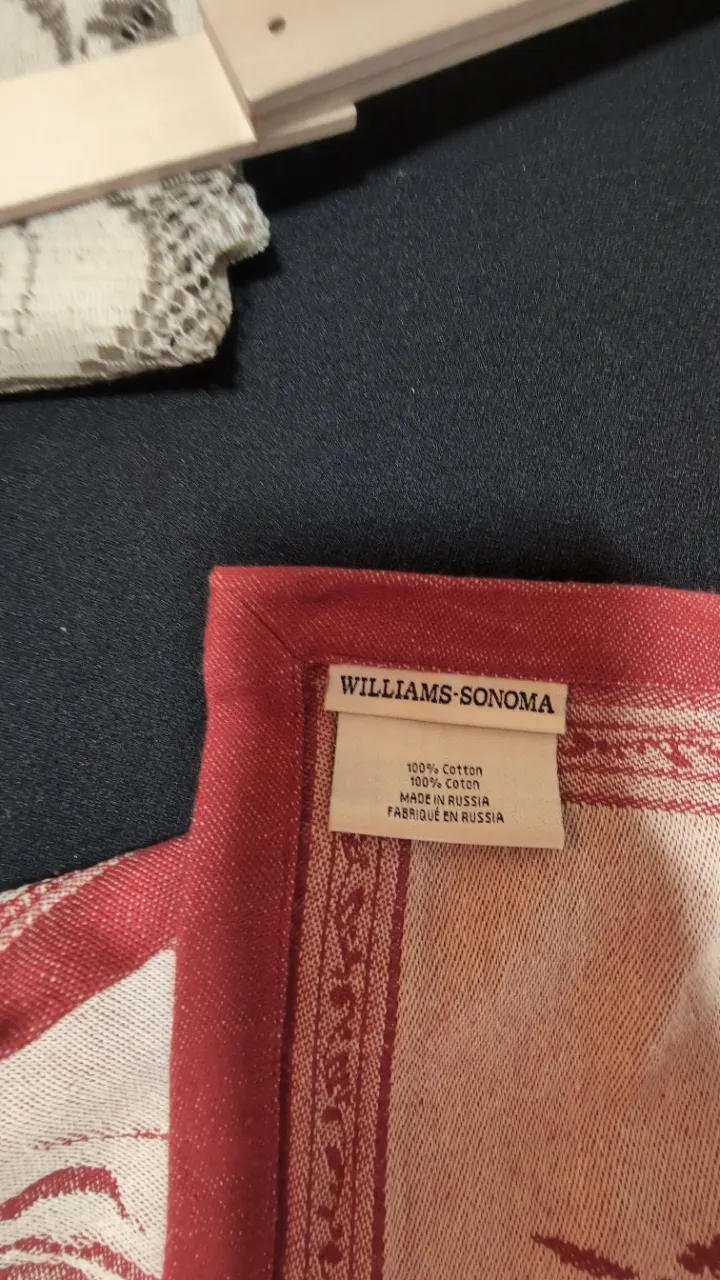 WILLIAMS-SONOMA
100% Cotton
100% Coton
MADE IN RUSSIA
FABRIQUÉ EN RUSSIA